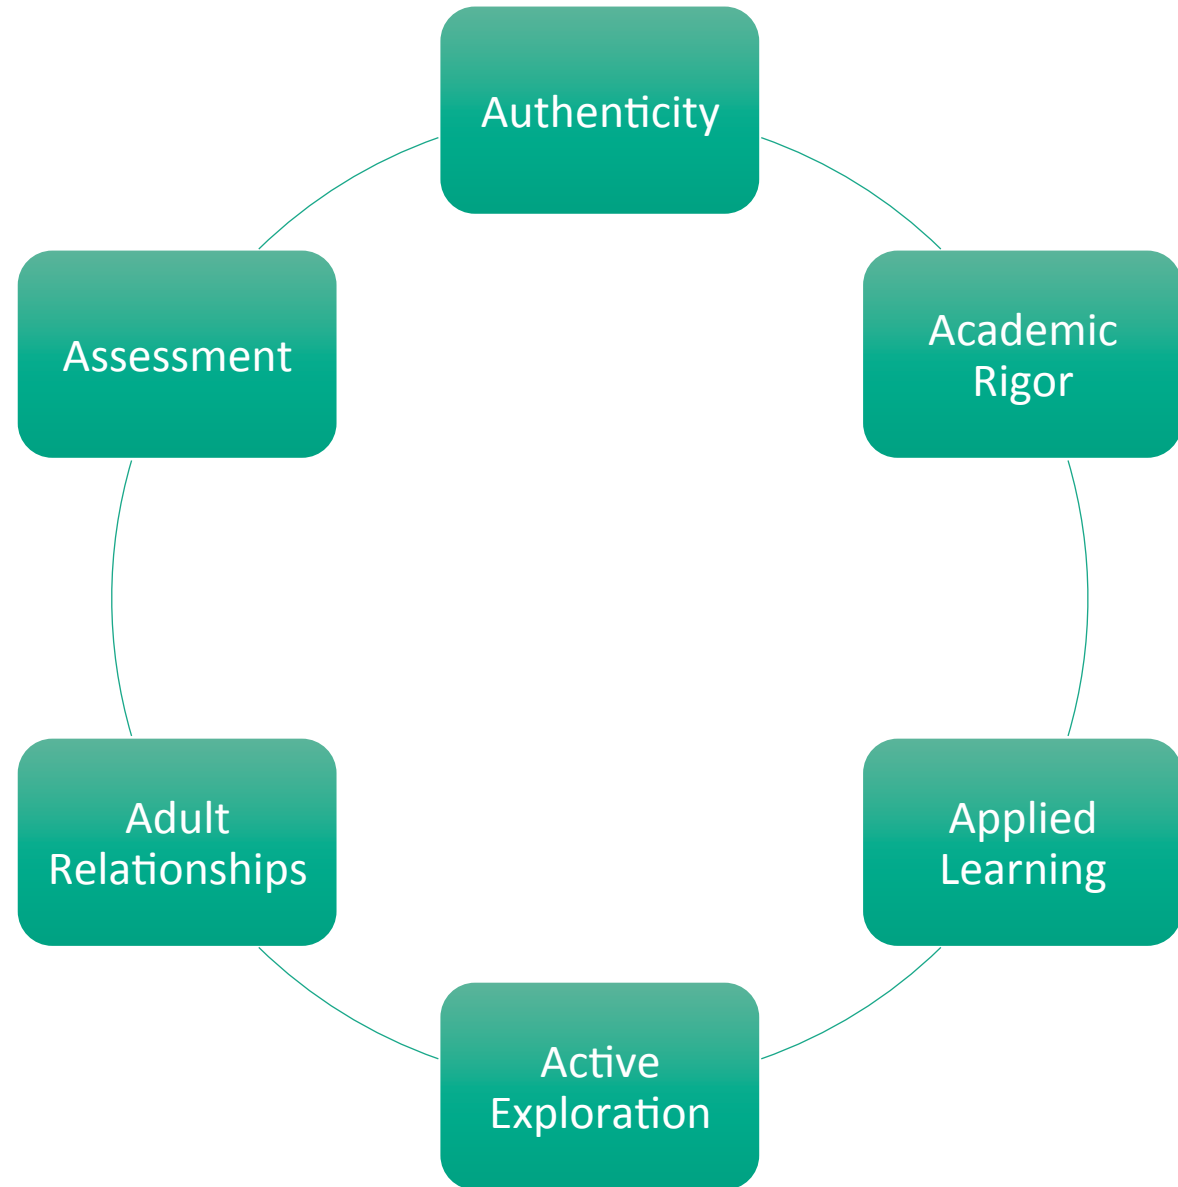 Authenticity
Academic
Rigor
Applied
Learning
Active
Exploration
Adult
Relationships
Assessment